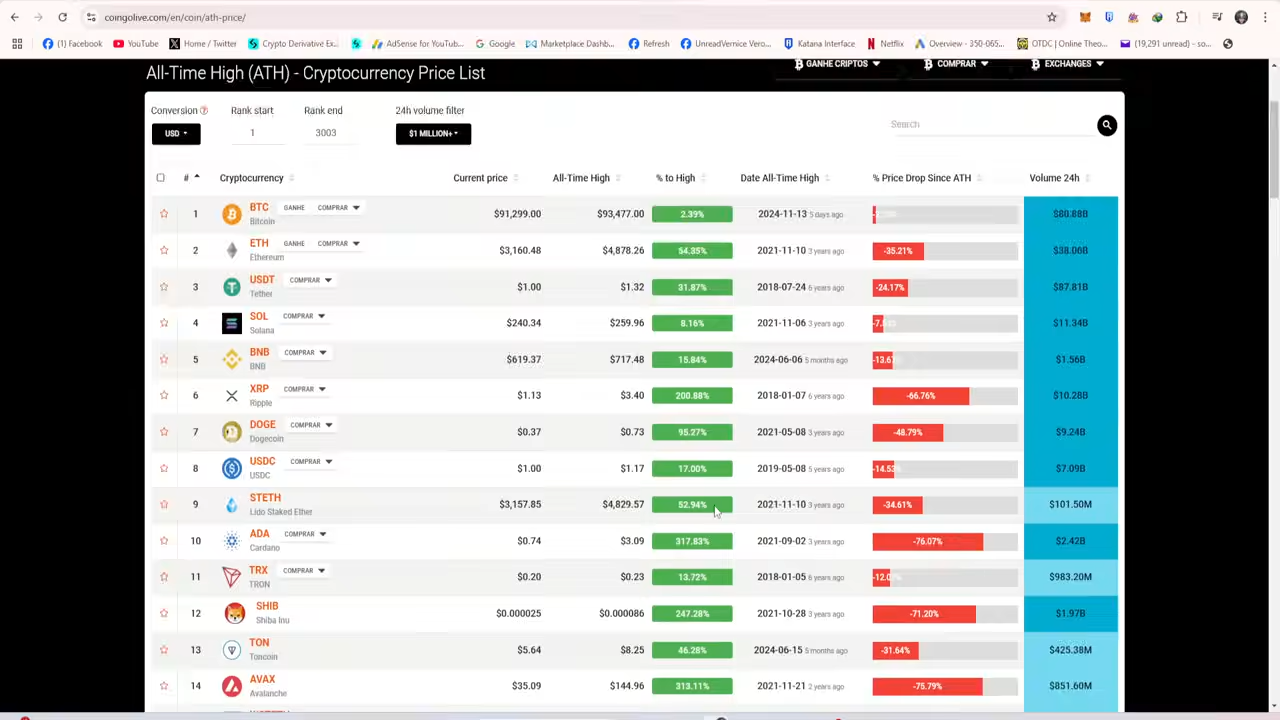 coingolive.com/en/coin/ath-price/
(1) Facebook YouTube Home / Twitter Crypto Derivative Ex... AdSense for YouTub... Google Marketplace Dashb... Refresh UnreadVernice Vero... Katana Interface Netflix Overview - 350-065... OTDC | Online Theo... (19,291 unread) - so...
All-Time High (ATH) - Cryptocurrency Price List
GANHE CRIPTOS COMPRAR EXCHANGES
Conversion Rank start Rank end 24h volume filter
USD 1 3003 $1 MILLION+ Search
# Cryptocurrency Current price All-Time High % to High Date All-Time High % Price Drop Since ATH Volume 24h
1 BTC GANHE COMPRAR $91,299.00 $93,477.00 2.39% 2024-11-13 5 days ago $80.88B
Bitcoin
2 ETH GANHE COMPRAR $3,160.48 $4,878.26 54.35% 2021-11-10 3 years ago -35.21% $38.06B
Ethereum
3 USDT COMPRAR $1.00 $1.32 31.87% 2018-07-24 6 years ago -24.17% $87.81B
Tether
4 SOL COMPRAR $240.34 $259.96 8.16% 2021-11-06 3 years ago $11.34B
Solana
5 BNB COMPRAR $619.37 $717.48 15.84% 2024-06-06 5 months ago -13.67 $1.56B
BNB
6 XRP COMPRAR $1.13 $3.40 200.88% 2018-01-07 6 years ago -66.76% $10.28B
Ripple
7 DOGE COMPRAR $0.37 $0.73 95.27% 2021-05-08 3 years ago -48.79% $9.24B
Dogecoin
8 USDC COMPRAR $1.00 $1.17 17.00% 2019-05-08 5 years ago -14.53% $7.09B
USDC
9 STETH $3,157.85 $4,829.57 52.94% 2021-11-10 3 years ago -34.61% $101.50M
Lido Staked Ether
10 ADA COMPRAR $0.74 $3.09 317.83% 2021-09-02 3 years ago -76.07% $2.42B
Cardano
11 TRX COMPRAR $0.20 $0.23 13.72% 2018-01-05 6 years ago $983.20M
TRON
12 SHIB $0.000025 $0.000086 247.28% 2021-10-28 3 years ago -71.20% $1.97B
Shiba Inu
13 TON $5.64 $8.25 46.28% 2024-06-15 5 months ago -31.64% $425.38M
Toncoin
14 AVAX $35.09 $144.96 313.11% 2021-11-21 2 years ago -75.79% $851.60M
Avalanche